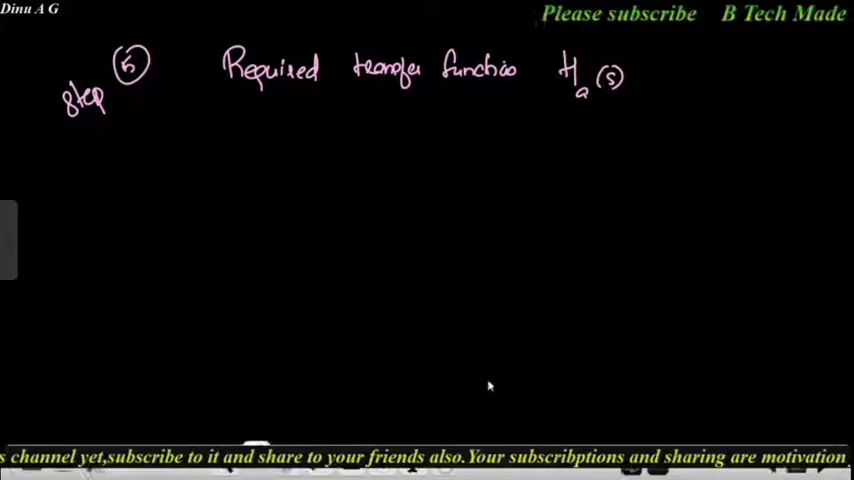 Dinu A G
Please subscribe B Tech Made
step 5 Required transfer function Ha(s)
s channel yet,subscribe to it and share to your friends also.Your subscribptions and sharing are motivation